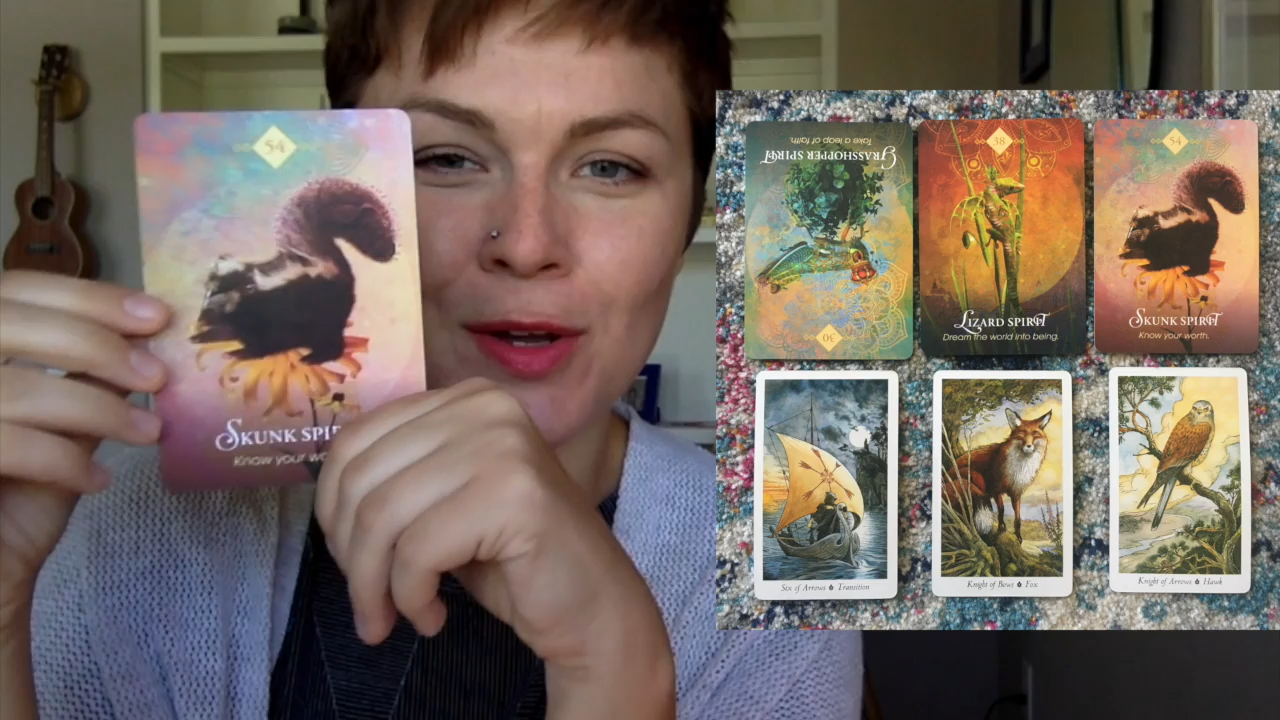 54
SKUNK SPIR
Know your wo
GRASSHOPPER SPIRIT
Take a leap of faith.
30
38
LIZARD SPIRIT
Dream the world into being.
54
SKUNK SPIRIT
Know your worth.
Six of Arrows Transition
Knight of Bows Fox
Knight of Arrows Hawk